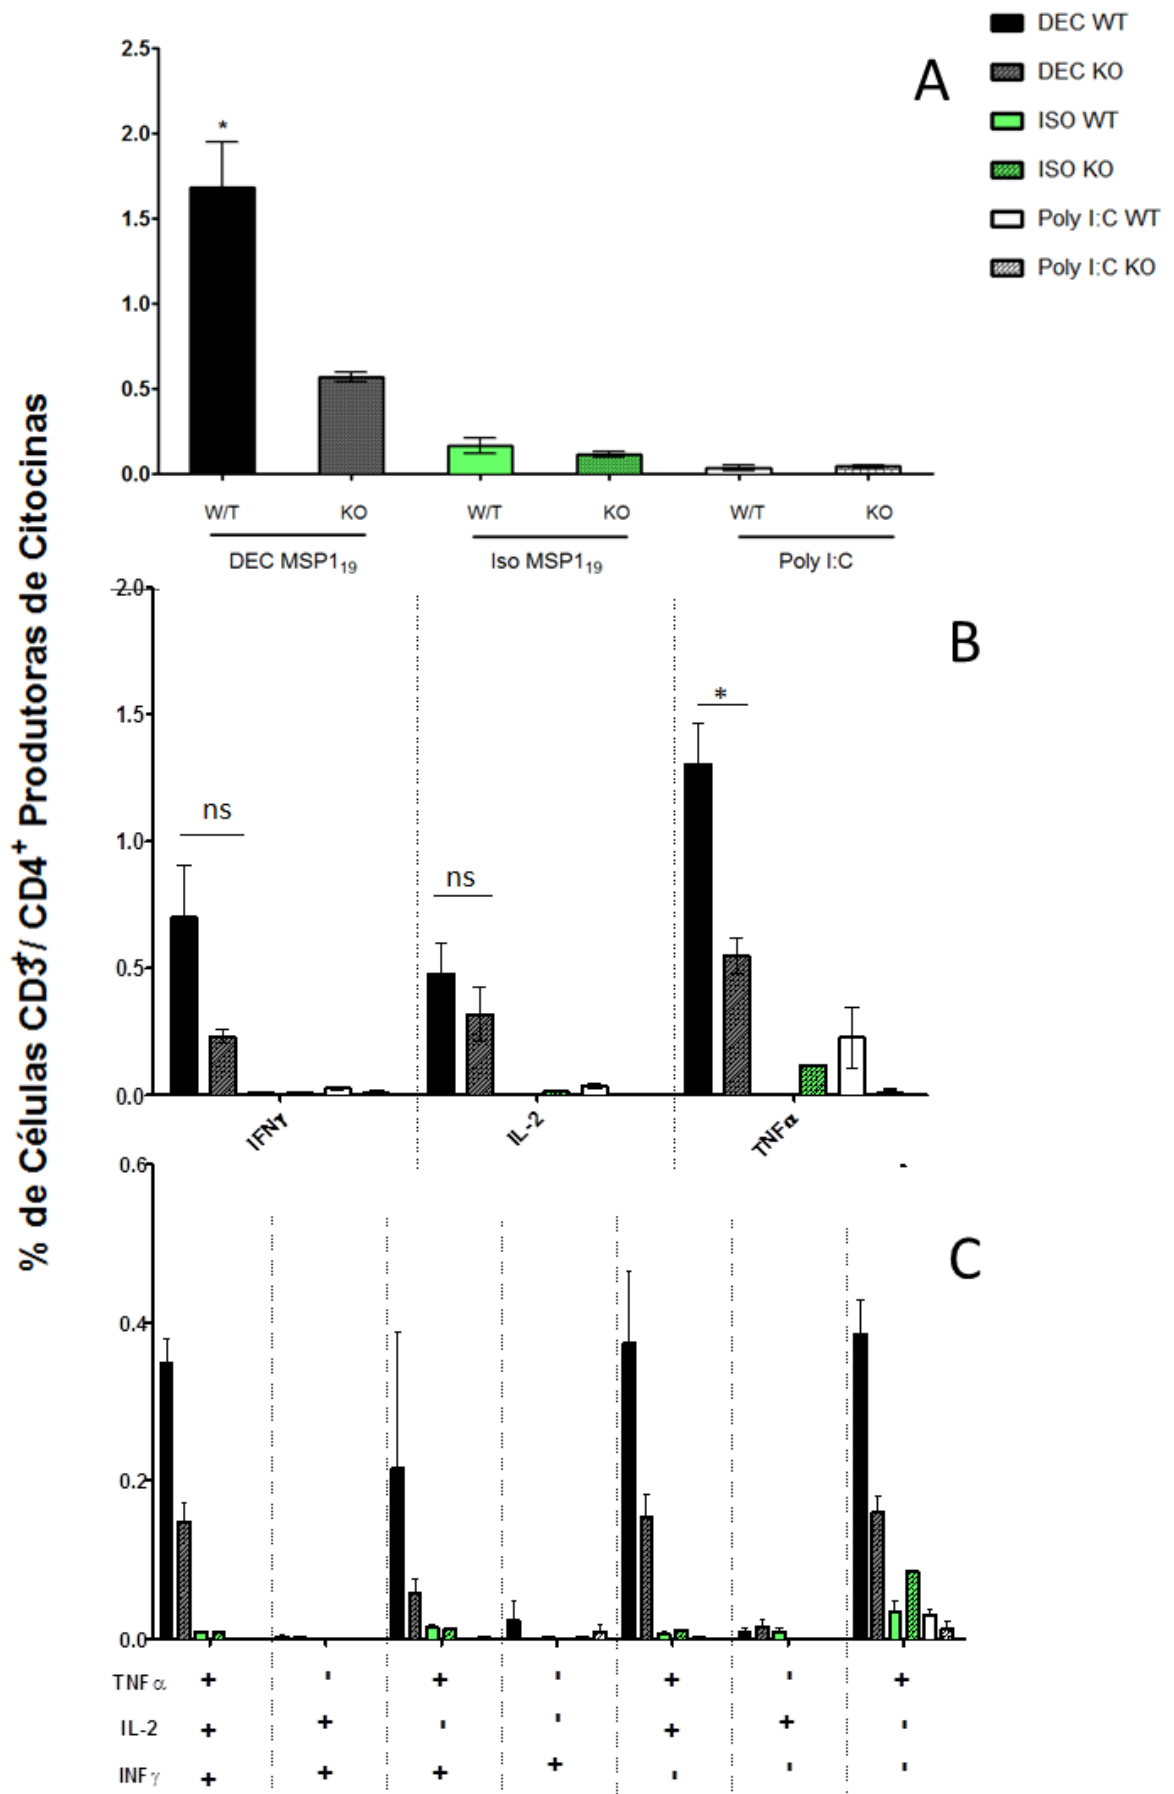 DEC WT
DEC KO
ISO WT
ISO KO
Poly I:C WT
Poly I:C KO
A
% de Células CD3+/ CD4+ Produtoras de Citocinas
2.5
2.0
1.5
1.0
0.5
0.0
*
W/T KO W/T KO W/T KO
DEC MSP1₁₉ Iso MSP1₁₉ Poly I:C
B
2.0
1.5
1.0
0.5
0.0
ns
ns
*
IFNγ IL-2 TNFα
C
0.6
0.4
0.2
0.0
TNFα + - + - + - +
IL-2 + + - - + + -
INFγ + + + + - - -